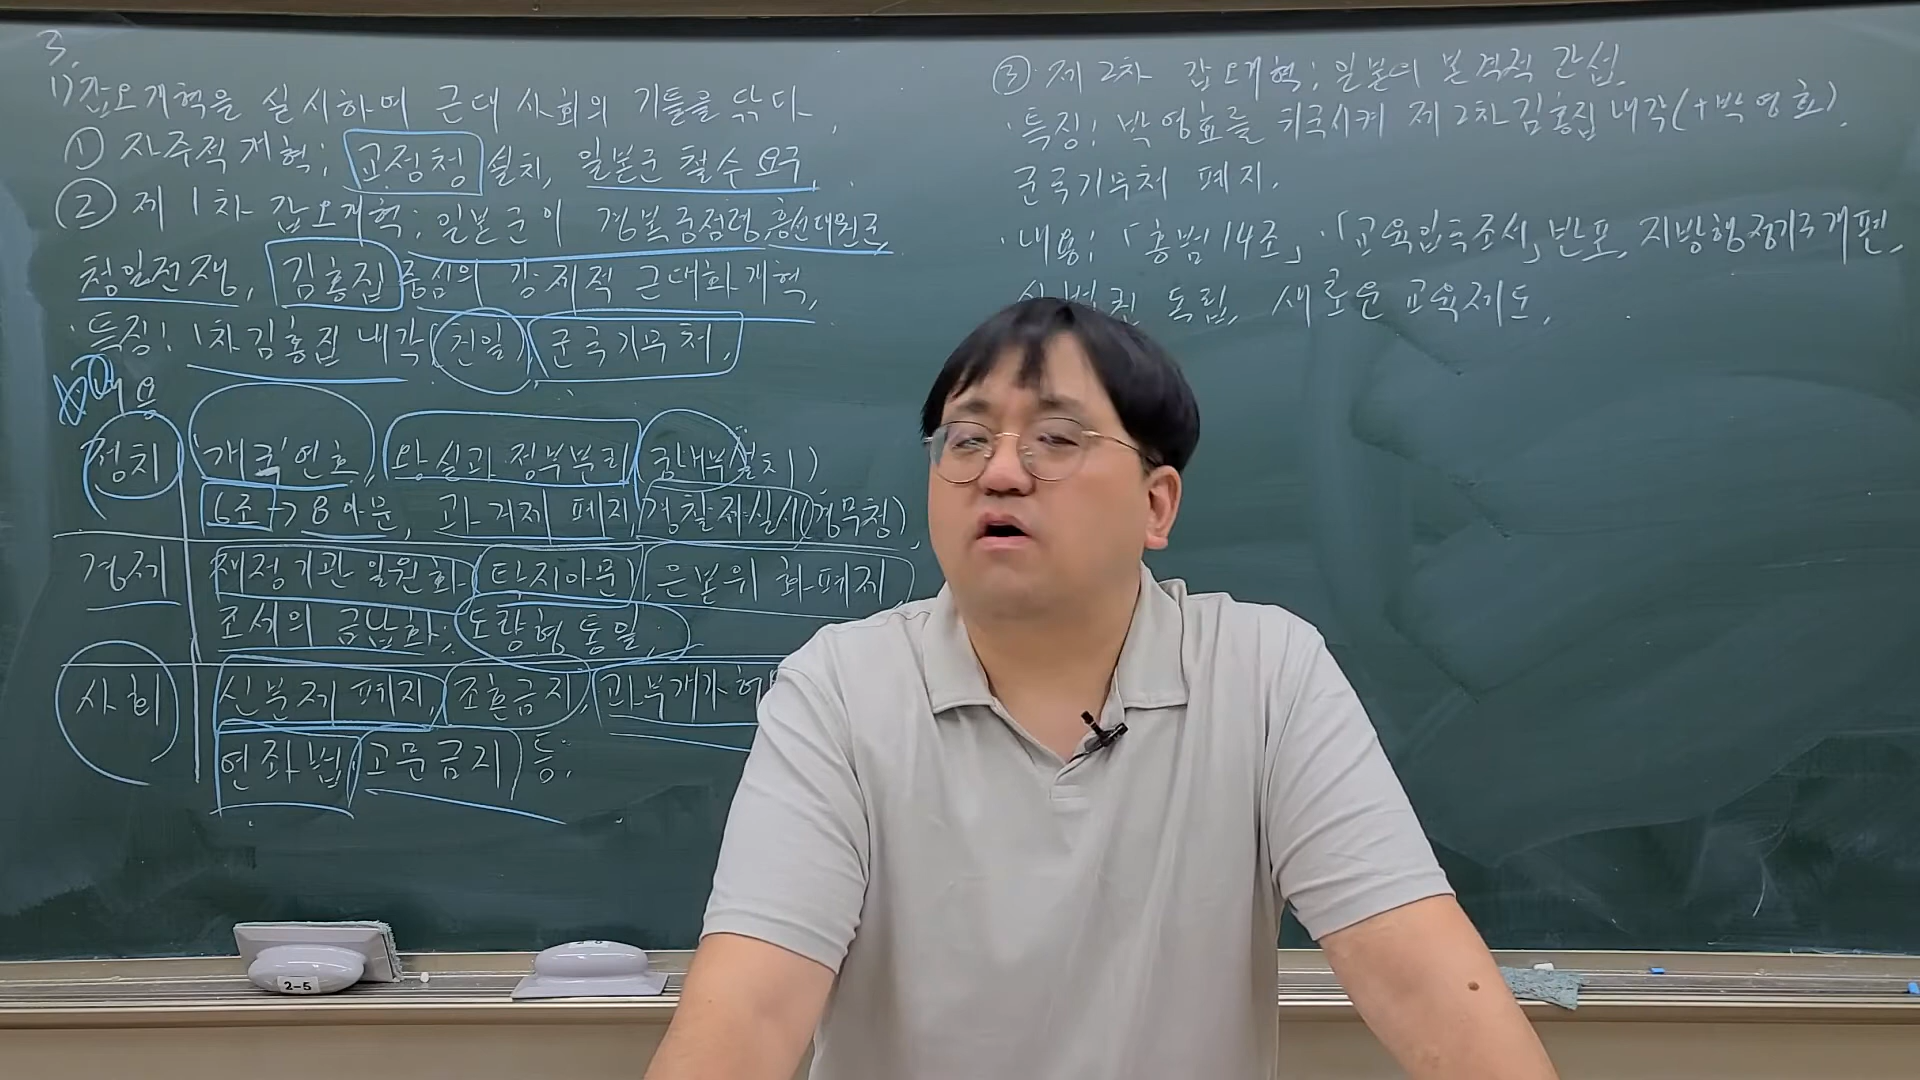 3.
1) 갑오개혁을 실시하며 근대 사회의 기틀을 닦다.
① 자주적 개혁; 교정청 설치, 일본군 철수 요구.
② 제 1차 갑오개혁; 일본군이 경복궁점령, 흥선대원군,
청일전쟁, 김홍집 중심의 강제적 근대화 개혁,
·특징! 1차 김홍집 내각(친일), 군국기무처,
정치
'개국'연호, 왕실과 정부분리(궁내부설치)
6조→8아문, 과거제 폐지, 경찰제실시(경무청),
경제
재정기관 일원화(탁지아문), 은본위 화폐제,
조세의 금납화, 도량형 통일,
사회
신분제 폐지, 조혼금지, 과부개가
연좌법, 고문금지 등.
③ 제 2차 갑오개혁; 일본의 본격적 간섭.
·특징! 박영효를 귀국시켜 제 2차 김홍집 내각(+박영효).
군국기무처 폐지.
·내용! 「홍범14조」·「교육입국조서」반포, 지방행정기구개편,
독립, 새로운 교육제도.
2-5